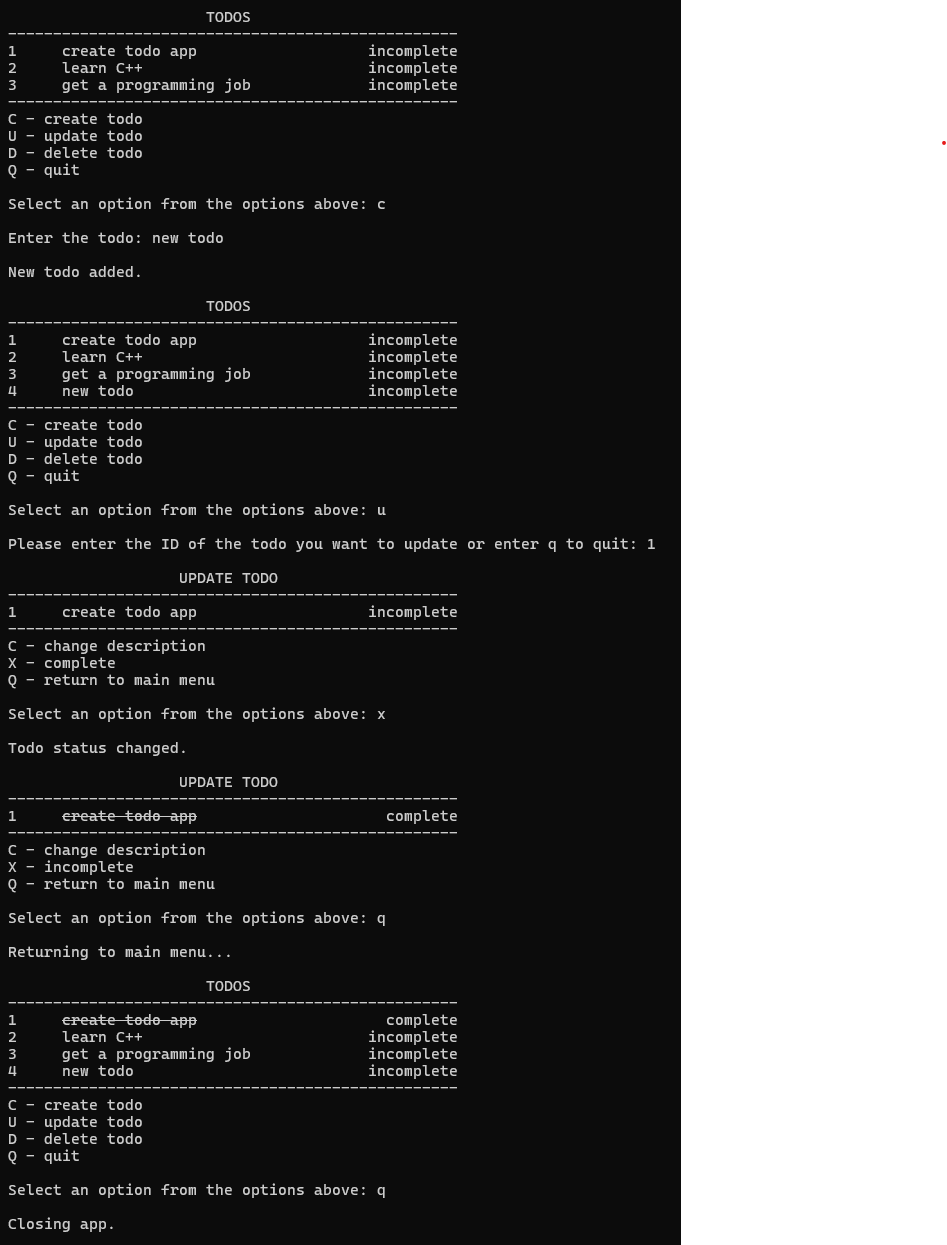 TODOS
--------------------------------------------------
1     create todo app                   incomplete
2     learn C++                         incomplete
3     get a programming job             incomplete
--------------------------------------------------
C - create todo
U - update todo
D - delete todo
Q - quit
Select an option from the options above: c
Enter the todo: new todo
New todo added.
TODOS
--------------------------------------------------
1     create todo app                   incomplete
2     learn C++                         incomplete
3     get a programming job             incomplete
4     new todo                          incomplete
--------------------------------------------------
C - create todo
U - update todo
D - delete todo
Q - quit
Select an option from the options above: u
Please enter the ID of the todo you want to update or enter q to quit: 1
UPDATE TODO
--------------------------------------------------
1     create todo app                   incomplete
--------------------------------------------------
C - change description
X - complete
Q - return to main menu
Select an option from the options above: x
Todo status changed.
UPDATE TODO
--------------------------------------------------
1     create todo app                     complete
--------------------------------------------------
C - change description
X - incomplete
Q - return to main menu
Select an option from the options above: q
Returning to main menu...
TODOS
--------------------------------------------------
1     create todo app                     complete
2     learn C++                         incomplete
3     get a programming job             incomplete
4     new todo                          incomplete
--------------------------------------------------
C - create todo
U - update todo
D - delete todo
Q - quit
Select an option from the options above: q
Closing app.